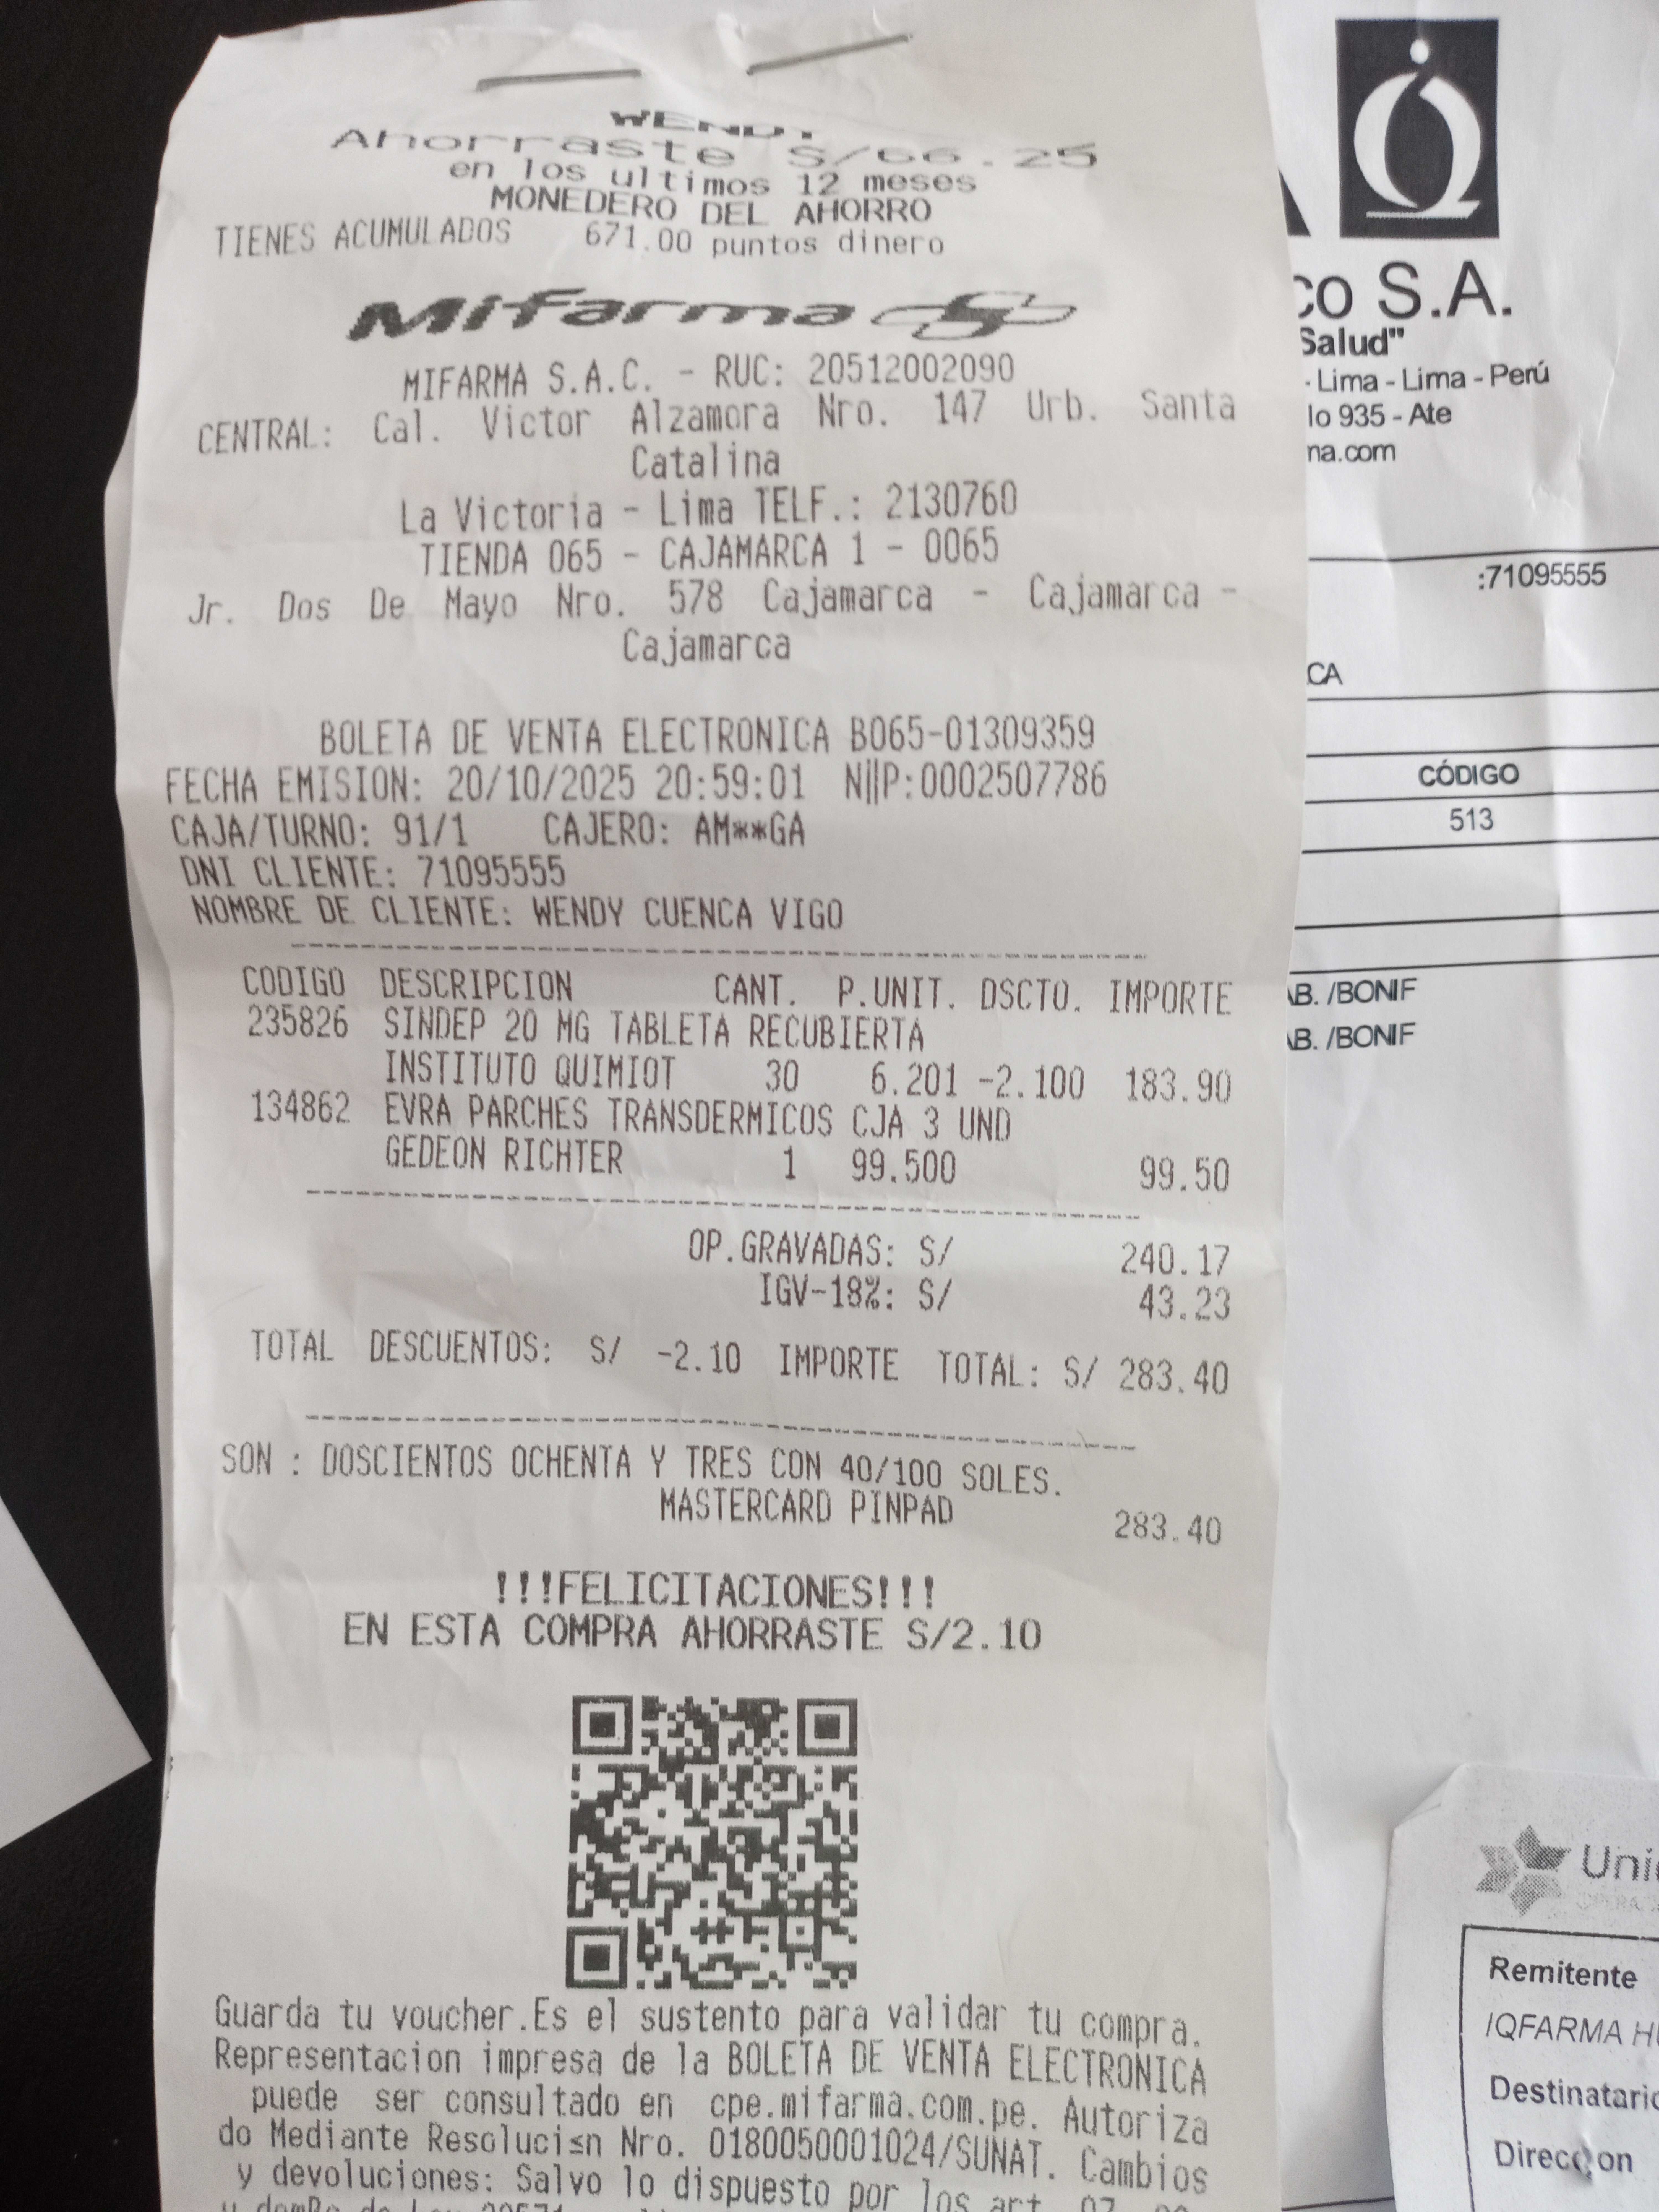 WENDY
Ahorraste S/66.25
en los ultimos 12 meses
MONEDERO DEL AHORRO
TIENES ACUMULADOS 671.00 puntos dinero
Mifarma
MIFARMA S.A.C. - RUC: 20512002090
CENTRAL: Cal. Victor Alzamora Nro. 147 Urb. Santa
Catalina
La Victoria - Lima TELF.: 2130760
TIENDA 065 - CAJAMARCA 1 - 0065
Jr. Dos De Mayo Nro. 578 Cajamarca - Cajamarca -
Cajamarca
BOLETA DE VENTA ELECTRONICA B065-01309359
FECHA EMISION: 20/10/2025 20:59:01 N||P:0002507786
CAJA/TURNO: 91/1 CAJERO: AM**GA
DNI CLIENTE: 71095555
NOMBRE DE CLIENTE: WENDY CUENCA VIGO
CODIGO DESCRIPCION CANT. P.UNIT. DSCTO. IMPORTE
235826 SINDEP 20 MG TABLETA RECUBIERTA
INSTITUTO QUIMIOT 30 6.201 -2.100 183.90
134862 EVRA PARCHES TRANSDERMICOS CJA 3 UND
GEDEON RICHTER 1 99.500 99.50
OP.GRAVADAS: S/ 240.17
IGV-18%: S/ 43.23
TOTAL DESCUENTOS: S/ -2.10 IMPORTE TOTAL: S/ 283.40
SON : DOSCIENTOS OCHENTA Y TRES CON 40/100 SOLES.
MASTERCARD PINPAD 283.40
!!!FELICITACIONES!!!
EN ESTA COMPRA AHORRASTE S/2.10
Guarda tu voucher.Es el sustento para validar tu compra.
Representacion impresa de la BOLETA DE VENTA ELECTRONICA
puede ser consultado en cpe.mifarma.com.pe. Autoriza
do Mediante Resoluci≤n Nro. 0180050001024/SUNAT. Cambios
y devoluciones: Salvo lo dispuesto por los art.
co S.A.
Salud"
- Lima - Lima - Perú
lo 935 - Ate
ma.com
:71095555
CA
CÓDIGO
513
AB. /BONIF
AB. /BONIF
Uni
Remitente
IQFARMA H
Destinatario
Direccion